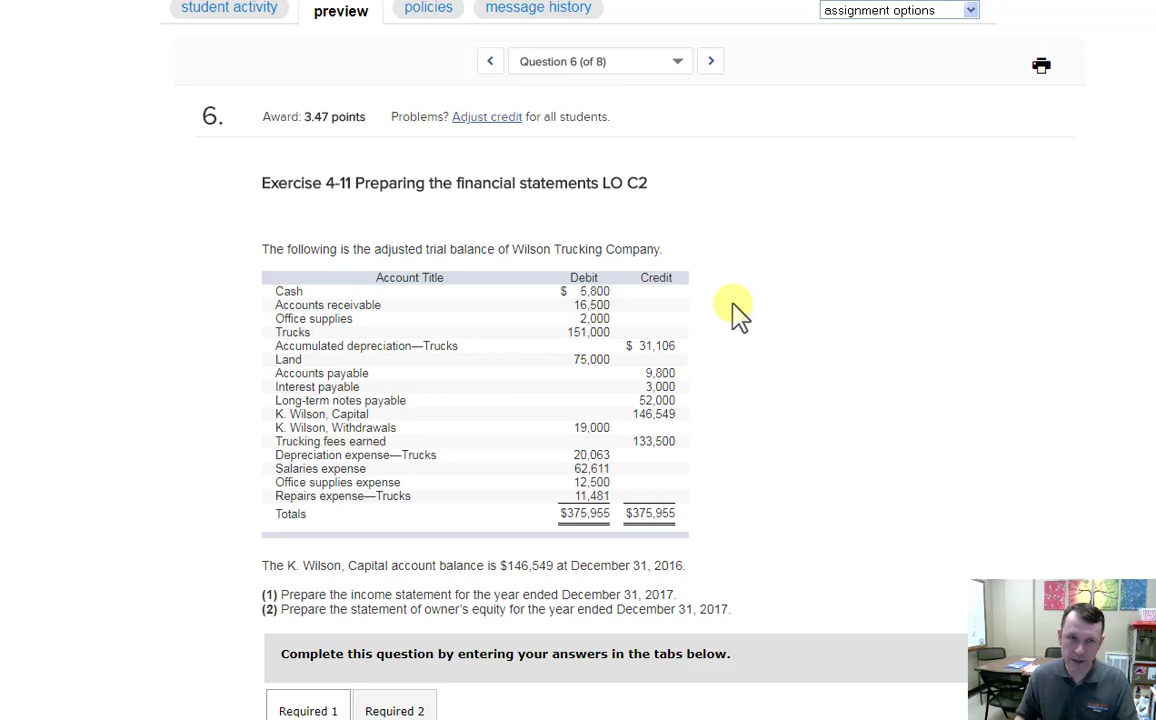 student activity preview policies message history assignment options
Question 6 (of 8)
6. Award: 3.47 points Problems? Adjust credit for all students.
Exercise 4-11 Preparing the financial statements LO C2
The following is the adjusted trial balance of Wilson Trucking Company.
Account Title Debit Credit
Cash $ 5,800
Accounts receivable 16,500
Office supplies 2,000
Trucks 151,000
Accumulated depreciation—Trucks $ 31,106
Land 75,000
Accounts payable 9,800
Interest payable 3,000
Long-term notes payable 52,000
K. Wilson, Capital 146,549
K. Wilson, Withdrawals 19,000
Trucking fees earned 133,500
Depreciation expense—Trucks 20,063
Salaries expense 62,611
Office supplies expense 12,500
Repairs expense—Trucks 11,481
Totals $375,955 $375,955
The K. Wilson, Capital account balance is $146,549 at December 31, 2016.
(1) Prepare the income statement for the year ended December 31, 2017.
(2) Prepare the statement of owner's equity for the year ended December 31, 2017.
Complete this question by entering your answers in the tabs below.
Required 1 Required 2